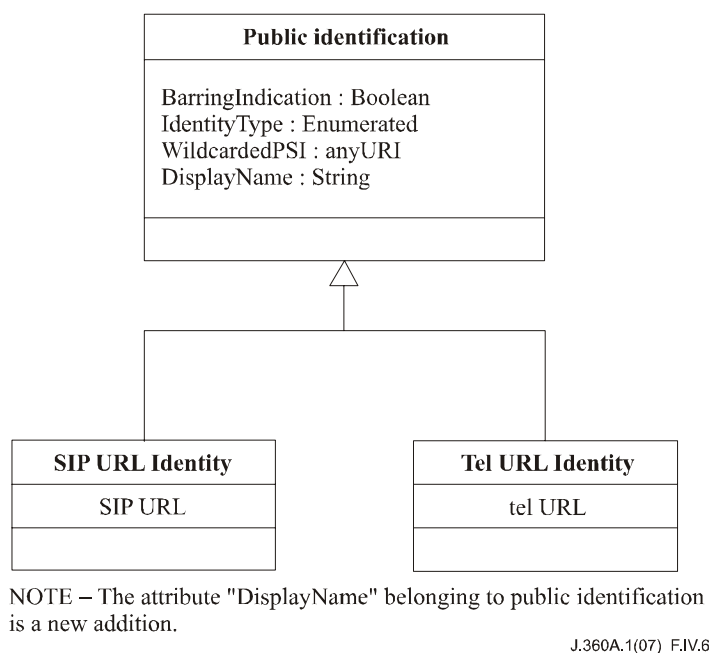 Public identification
BarringIndication : Boolean
IdentityType : Enumerated
WildcardedPSI : anyURI
DisplayName : String
SIP URL Identity
SIP URL
Tel URL Identity
tel URL
NOTE – The attribute "DisplayName" belonging to public identification
is a new addition.
J.360A.1(07)_F.IV.6